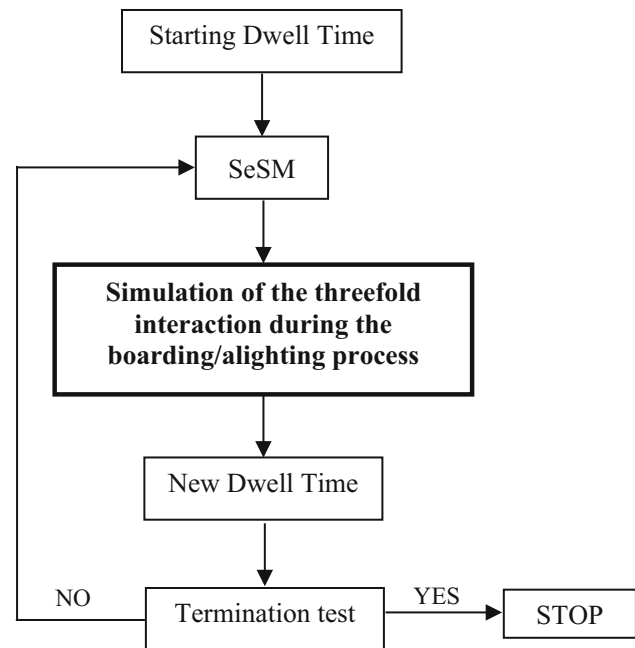 Starting Dwell Time
SeSM
Simulation of the threefold
interaction during the
boarding/alighting process
New Dwell Time
NO
Termination test
YES
STOP